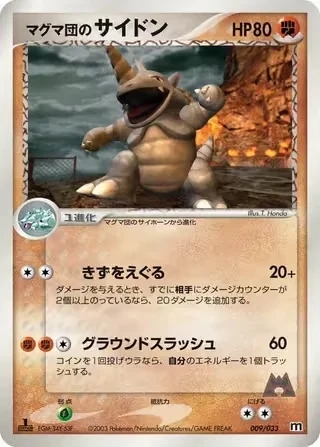 マグマ団の サイドン HP80
Illus.T. Honda
1進化 マグマ団のサイホーンから進化
きずをえぐる 20+
ダメージを与えるとき、すでに相手にダメージカウンターが
2個以上のっているなら、20ダメージを追加する。
グラウンドスラッシュ 60
コインを1回投げウラなら、自分のエネルギーを1個トラッ
シュする。
弱点 抵抗力 にげる
1 ©2003 Pokémon/Nintendo/Creatures/GAME FREAK 009/033 m